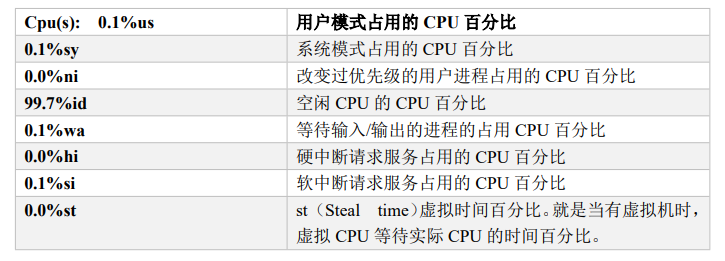 Cpu(s): 0.1%us 用户模式占用的 CPU 百分比
0.1%sy 系统模式占用的 CPU 百分比
0.0%ni 改变过优先级的用户进程占用的 CPU 百分比
99.7%id 空闲 CPU 的 CPU 百分比
0.1%wa 等待输入/输出的进程的占用 CPU 百分比
0.0%hi 硬中断请求服务占用的 CPU 百分比
0.1%si 软中断请求服务占用的 CPU 百分比
0.0%st st（Steal time）虚拟时间百分比。就是当有虚拟机时，
虚拟 CPU 等待实际 CPU 的时间百分比。